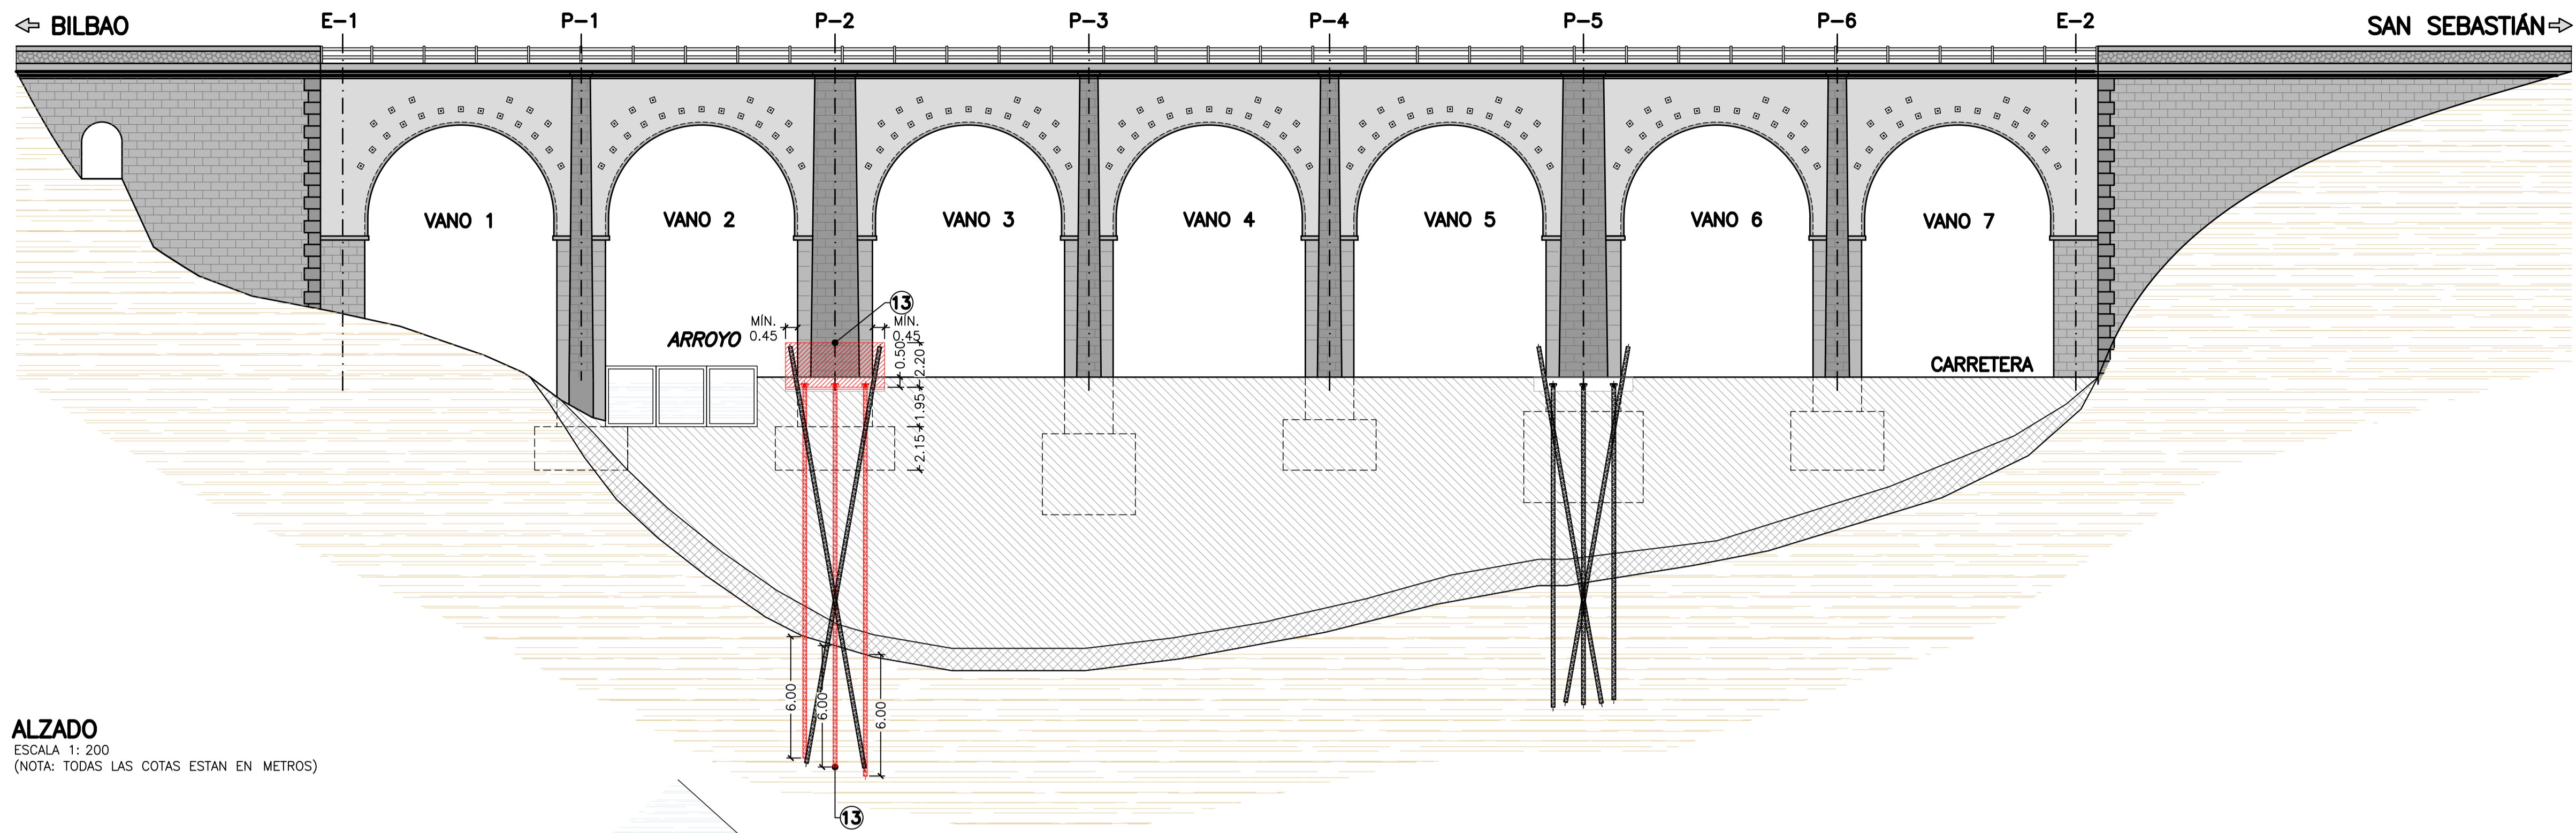 BILBAO
E-1
P-1
P-2
P-3
P-4
P-5
P-6
E-2
SAN SEBASTIÁN
VANO 1
VANO 2
VANO 3
VANO 4
VANO 5
VANO 6
VANO 7
13
MÍN.
0.45
MÍN.
0.45
ARROYO
0.50
2.20
CARRETERA
1.95
2.15
6.00
6.00
6.00
ALZADO
ESCALA 1: 200
(NOTA: TODAS LAS COTAS ESTAN EN METROS)
13